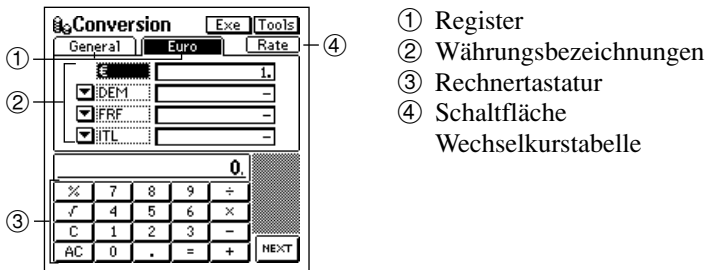 Conversion Exe Tools
General Euro Rate
€ 1.
DEM –
FRF –
ITL –
0.
% 7 8 9 ÷
√ 4 5 6 ×
C 1 2 3 –
AC 0 . = + NEXT
①
②
③
④
① Register
② Währungsbezeichnungen
③ Rechnertastatur
④ Schaltfläche
Wechselkurstabelle